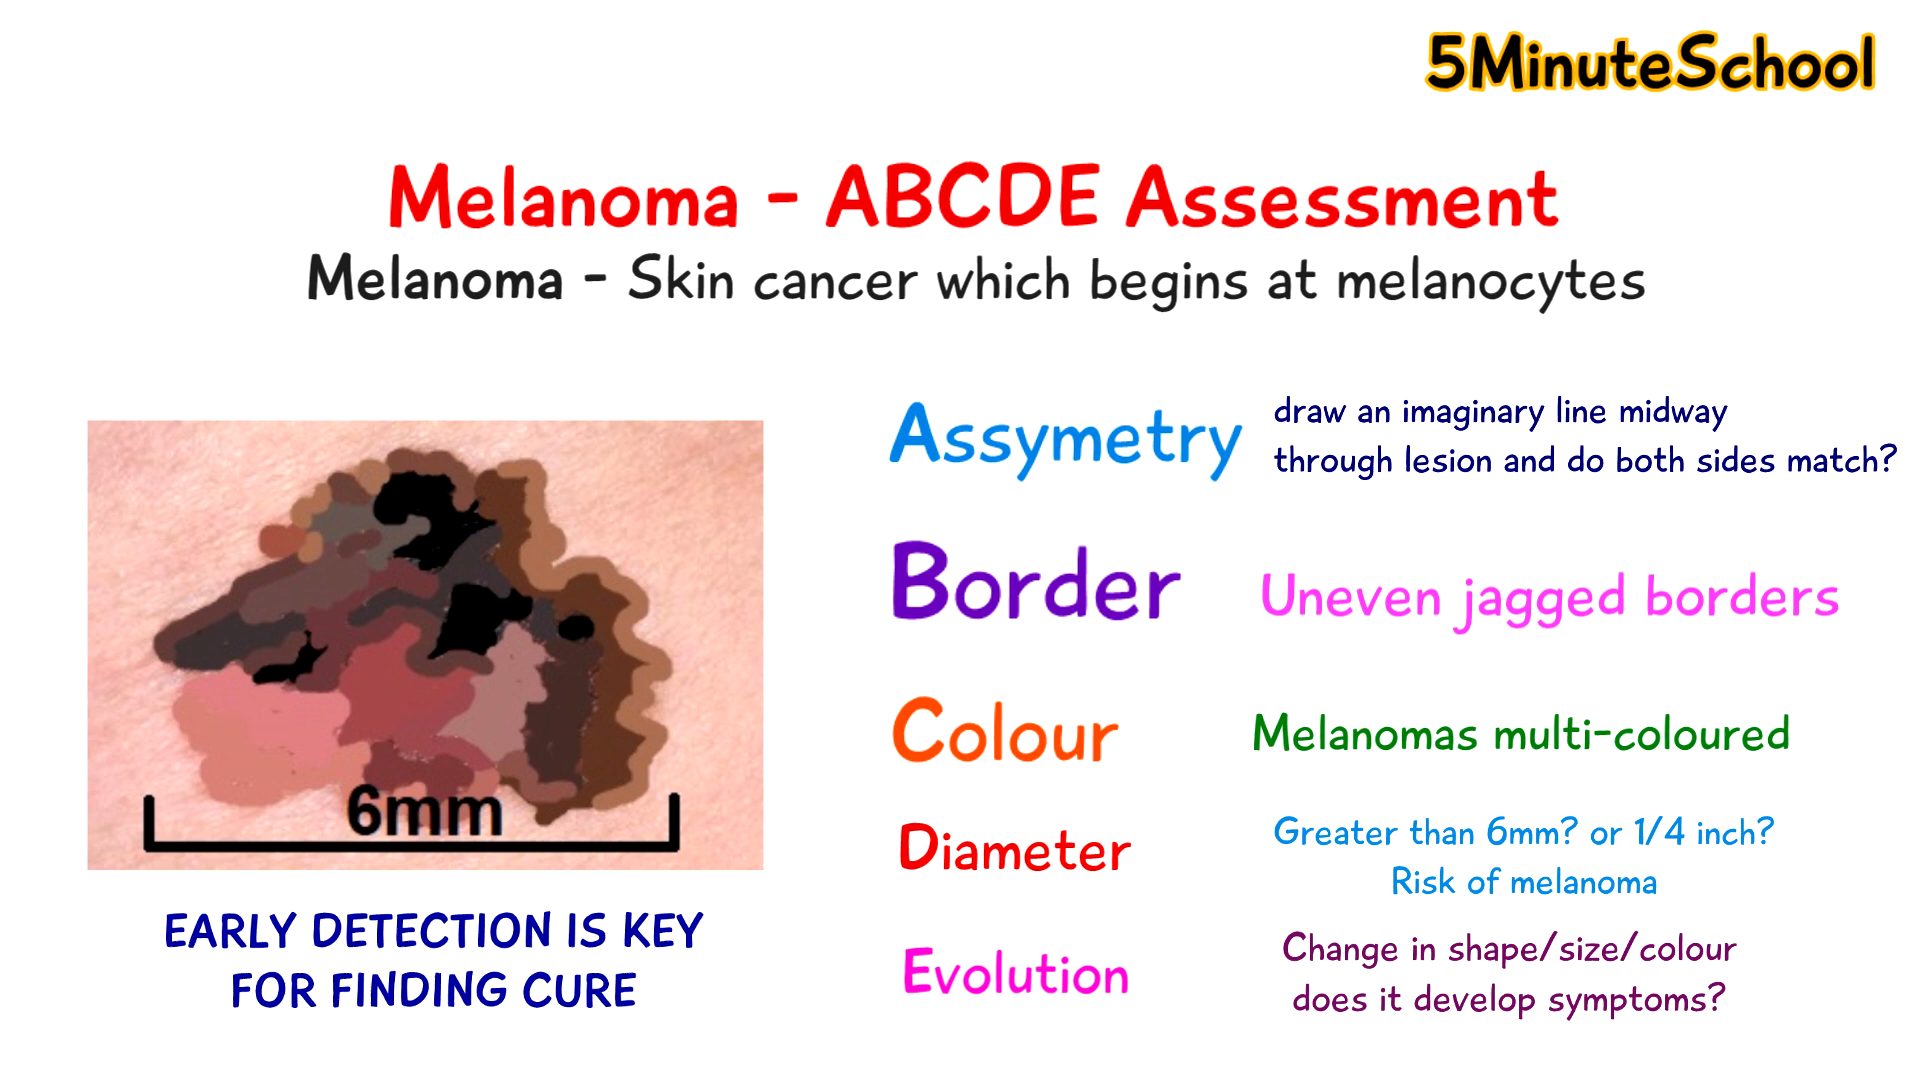 5MinuteSchool
Melanoma - ABCDE Assessment
Melanoma - Skin cancer which begins at melanocytes
Assymetry
draw an imaginary line midway
through lesion and do both sides match?
Border
Uneven jagged borders
Colour
Melanomas multi-coloured
Diameter
Greater than 6mm? or 1/4 inch?
Risk of melanoma
Evolution
Change in shape/size/colour
does it develop symptoms?
6mm
EARLY DETECTION IS KEY
FOR FINDING CURE